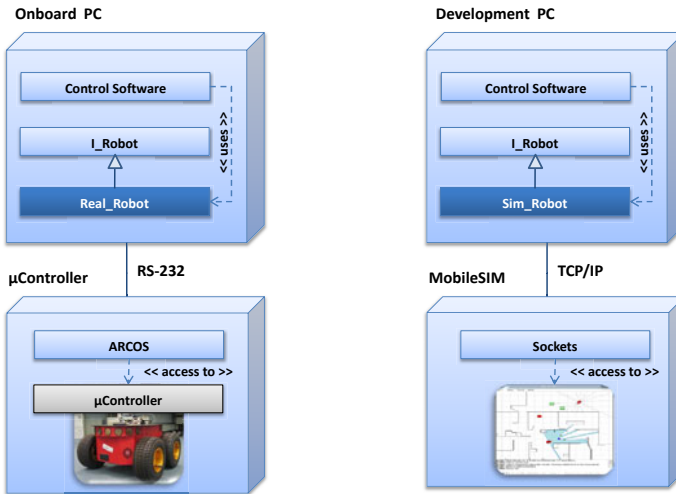 Onboard PC
Control Software
<< uses >>
I_Robot
Real_Robot
RS-232
µController
ARCOS
<< access to >>
µController
Development PC
Control Software
<< uses >>
I_Robot
Sim_Robot
TCP/IP
MobileSIM
Sockets
<< access to >>